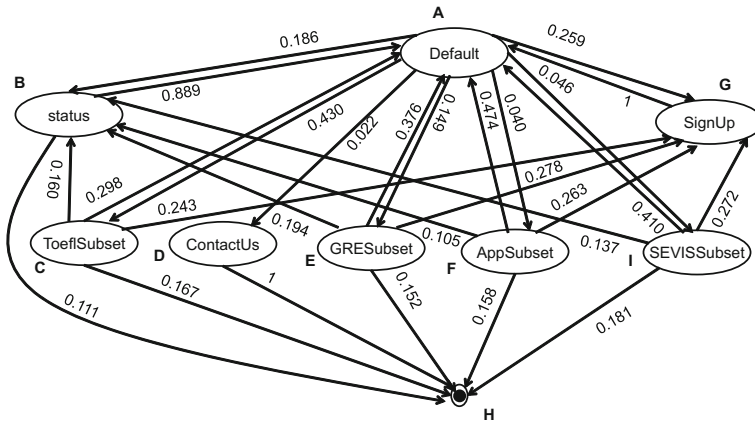 A
Default
0.186
0.259
B
0.889
0.046
G
status
0.430
0.022
0.376
0.149
0.474
0.040
1
SignUp
0.160
0.298
0.278
0.263
0.272
0.243
0.194
0.105
0.137
0.410
ToeflSubset
ContactUs
GRESubset
AppSubset
SEVISSubset
C
D
E
F
I
0.167
1
0.152
0.158
0.181
0.111
H